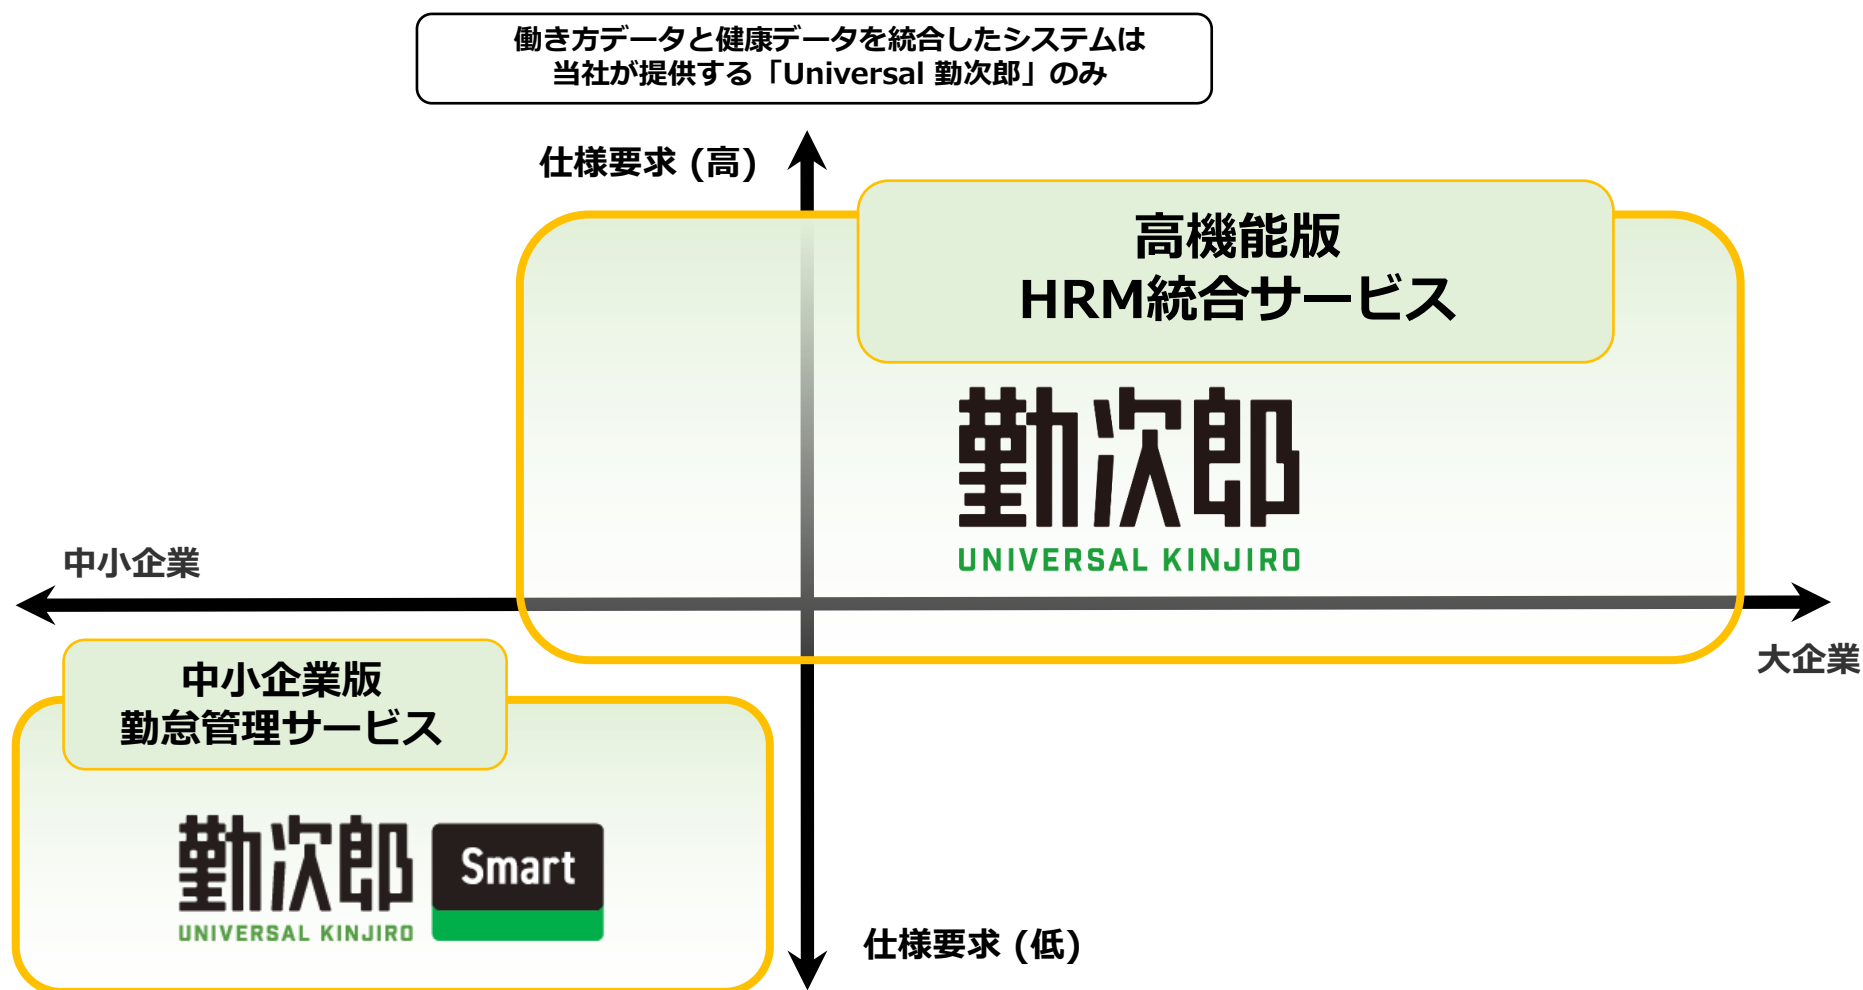 働き方データと健康データを統合したシステムは
当社が提供する「Universal 勤次郎」のみ
仕様要求 (高)
高機能版
HRM統合サービス
勤次郎
UNIVERSAL KINJIRO
中小企業
大企業
中小企業版
勤怠管理サービス
勤次郎 Smart
UNIVERSAL KINJIRO
仕様要求 (低)